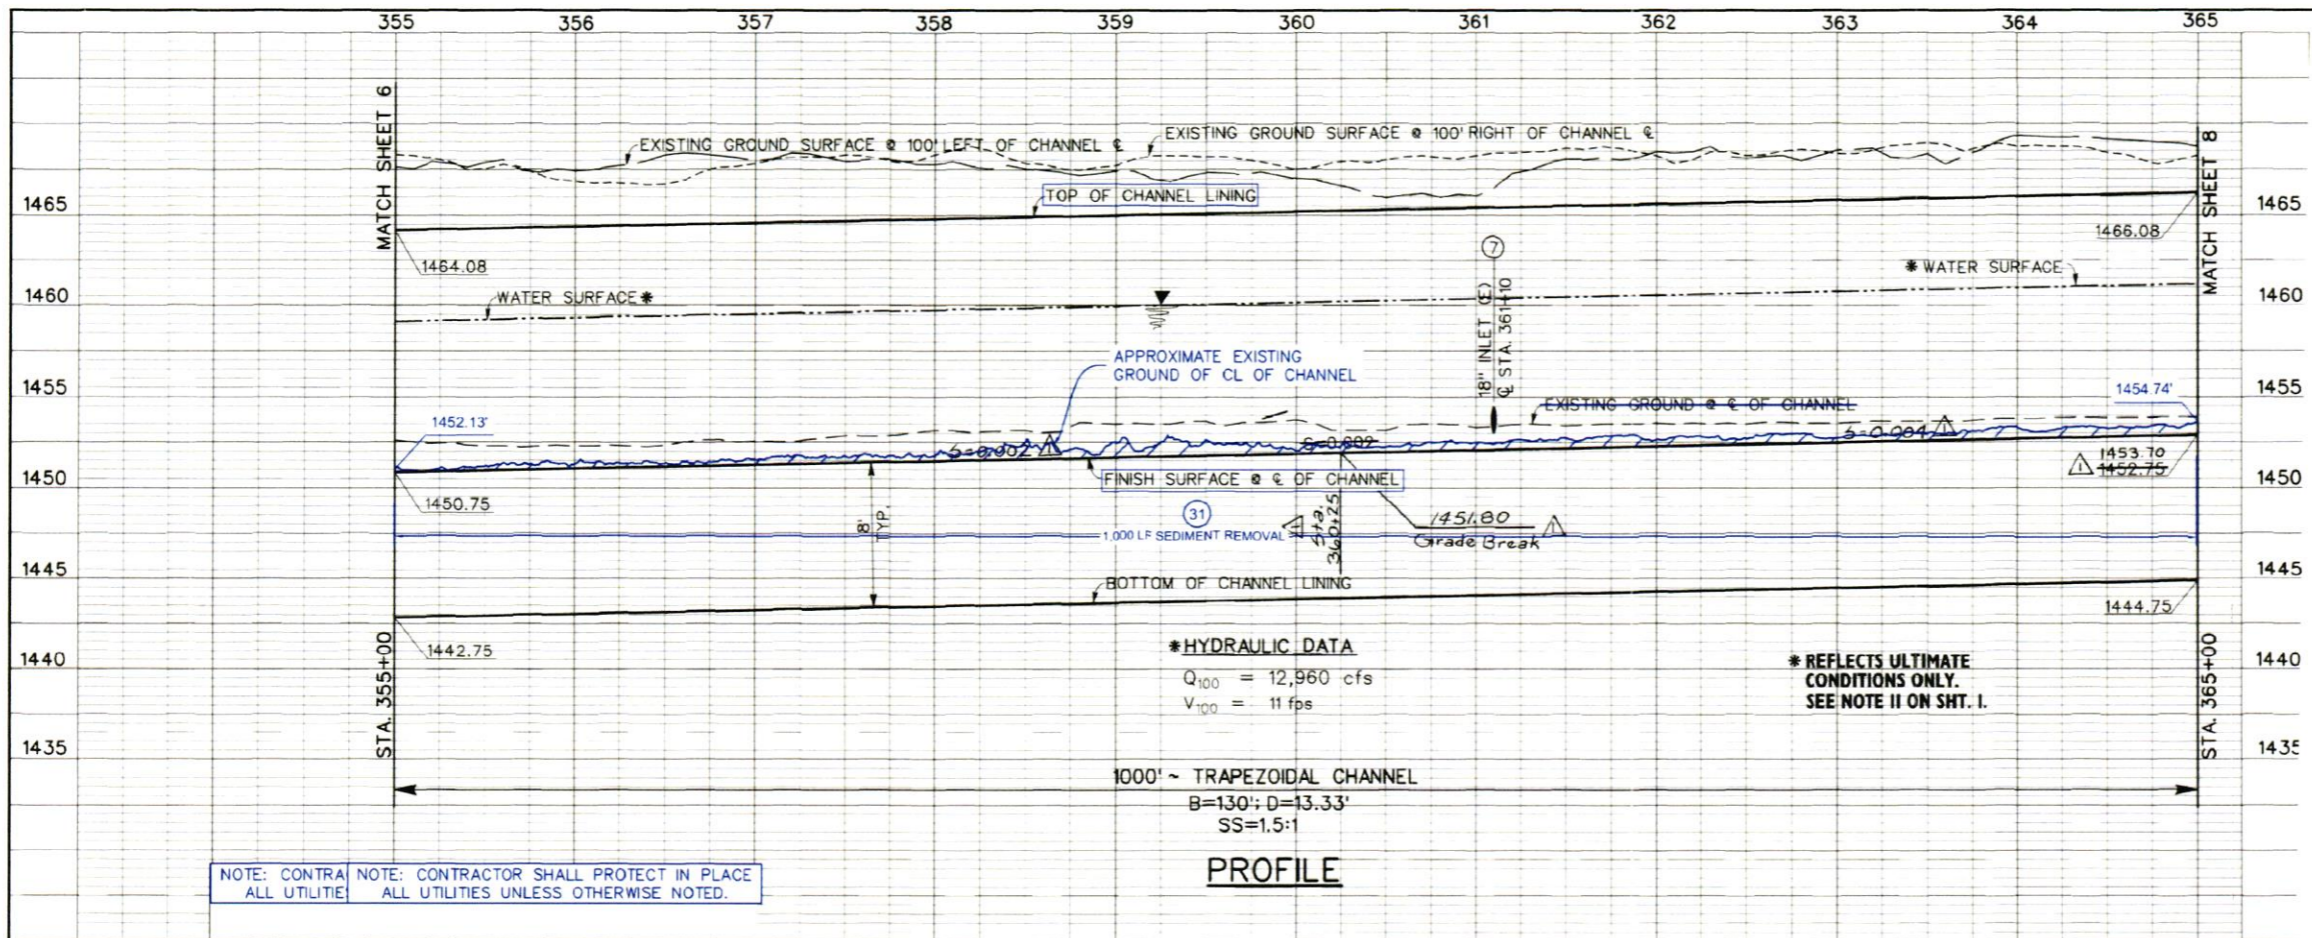 355 356 357 358 359 360 361 362 363 364 365
MATCH SHEET 6
EXISTING GROUND SURFACE @ 100' LEFT OF CHANNEL ℄
EXISTING GROUND SURFACE @ 100' RIGHT OF CHANNEL ℄
MATCH SHEET 8
TOP OF CHANNEL LINING
1465
1465
1466.08
1464.08
7
* WATER SURFACE
WATER SURFACE *
1460
1460
18" INLET (E)
℄ STA. 361+10
APPROXIMATE EXISTING
GROUND OF CL OF CHANNEL
1455
1455
1454.74'
EXISTING GROUND @ ℄ OF CHANNEL
1452.13'
S=0.002 1
S=0.002
S=0.004 1
1453.70
1 1452.75
1450
1450
FINISH SURFACE @ ℄ OF CHANNEL
1450.75
8'
TYP.
31
1,000 LF SEDIMENT REMOVAL
1 Sta.
360+25
1451.80 1
Grade Break
1445
1445
BOTTOM OF CHANNEL LINING
1444.75
1442.75
1440
1440
* HYDRAULIC DATA
Q100 = 12,960 cfs
V100 = 11 fps
* REFLECTS ULTIMATE
CONDITIONS ONLY.
SEE NOTE II ON SHT. I.
STA. 355+00
STA. 365+00
1435
1435
1000' ~ TRAPEZOIDAL CHANNEL
B=130'; D=13.33'
SS=1.5:1
PROFILE
NOTE: CONTRA
ALL UTILITIE
NOTE: CONTRACTOR SHALL PROTECT IN PLACE
ALL UTILITIES UNLESS OTHERWISE NOTED.